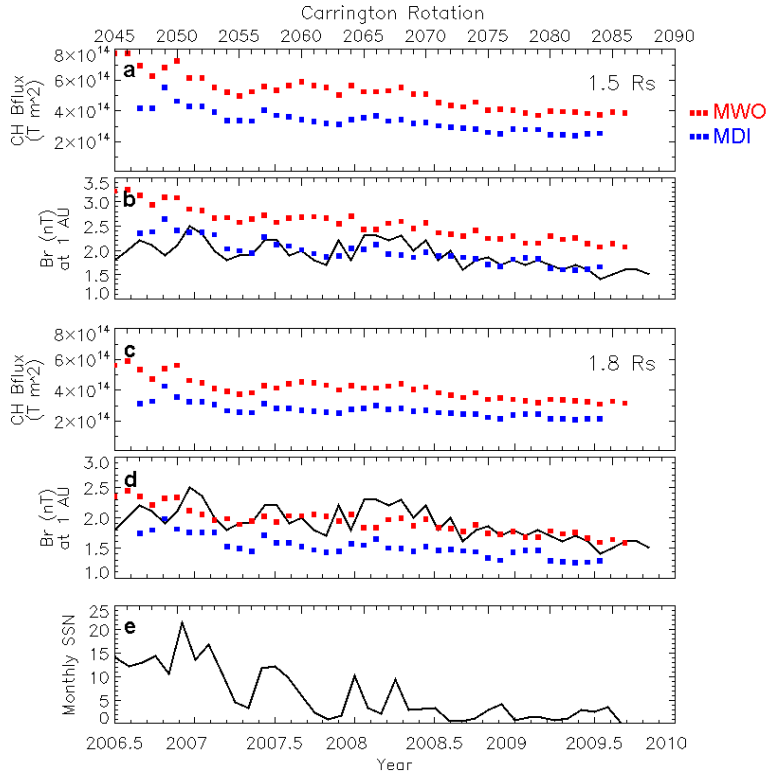 Carrington Rotation
2045 2050 2055 2060 2065 2070 2075 2080 2085 2090
a
1.5 Rs
CH Bflux
(T m^2)
8×10^14
6×10^14
4×10^14
2×10^14
MWO
MDI
b
Br (nT)
at 1 AU
3.5
3.0
2.5
2.0
1.5
1.0
c
1.8 Rs
CH Bflux
(T m^2)
8×10^14
6×10^14
4×10^14
2×10^14
d
Br (nT)
at 1 AU
3.0
2.5
2.0
1.5
1.0
e
Monthly SSN
25
20
15
10
5
0
2006.5 2007 2007.5 2008 2008.5 2009 2009.5 2010
Year